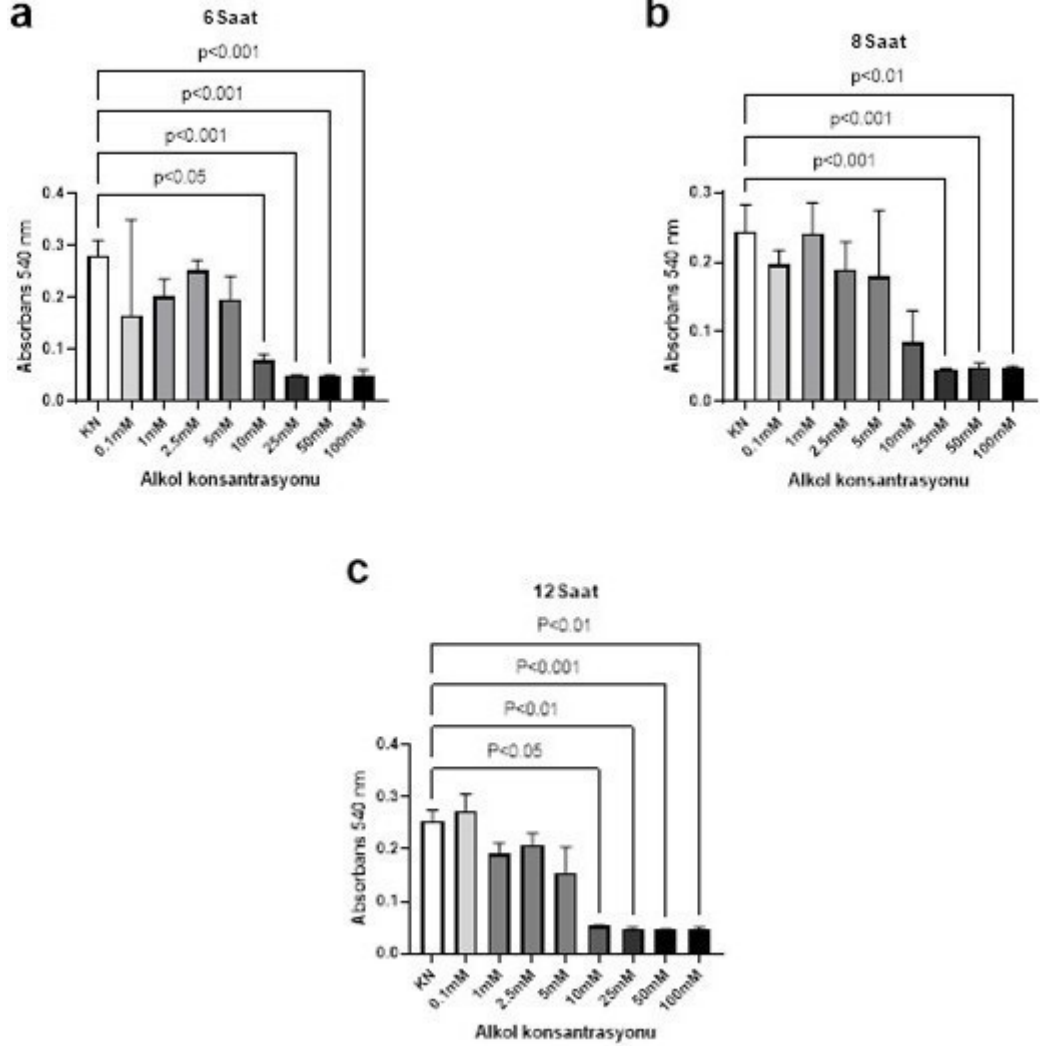 a
6 Saat
p<0.001
p<0.001
p<0.001
p<0.05
0.4
0.3
0.2
0.1
0.0
Absorbans 540 nm
KN
0.1mM
1mM
2.5mM
5mM
10mM
25mM
50mM
100mM
Alkol konsantrasyonu
b
8 Saat
p<0.01
p<0.001
p<0.001
0.3
0.2
0.1
0.0
Absorbans 540 nm
KN
0.1mM
1mM
2.5mM
5mM
10mM
25mM
50mM
100mM
Alkol konsantrasyonu
c
12 Saat
P<0.01
P<0.001
P<0.01
P<0.05
0.4
0.3
0.2
0.1
0.0
Absorbans 540 nm
KN
0.1mM
1mM
2.5mM
5mM
10mM
25mM
50mM
100mM
Alkol konsantrasyonu